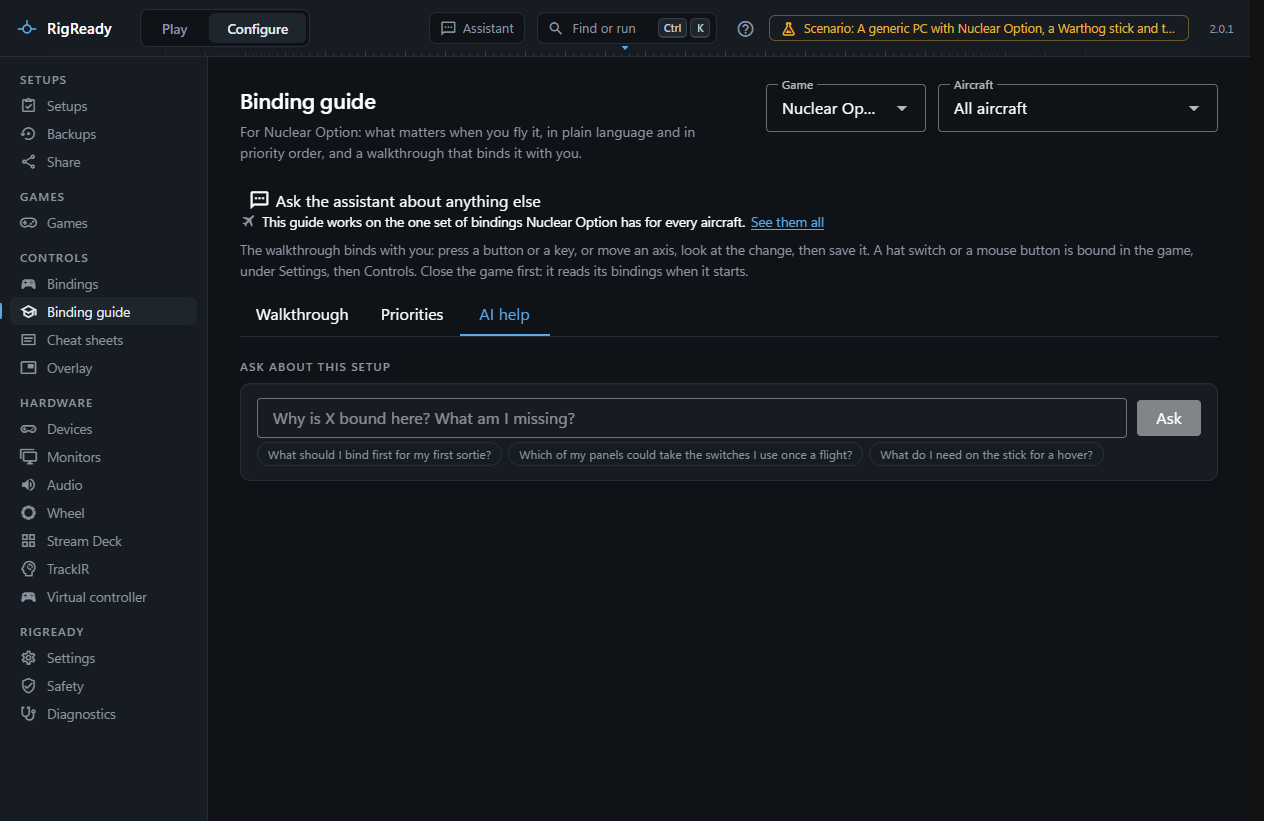 RigReady
Play
Configure
Assistant
Find or run
Ctrl
K
Scenario: A generic PC with Nuclear Option, a Warthog stick and t...
2.0.1
SETUPS
Setups
Backups
Share
GAMES
Games
CONTROLS
Bindings
Binding guide
Cheat sheets
Overlay
HARDWARE
Devices
Monitors
Audio
Wheel
Stream Deck
TrackIR
Virtual controller
RIGREADY
Settings
Safety
Diagnostics
Binding guide
For Nuclear Option: what matters when you fly it, in plain language and in
priority order, and a walkthrough that binds it with you.
Game
Nuclear Op...
Aircraft
All aircraft
Ask the assistant about anything else
This guide works on the one set of bindings Nuclear Option has for every aircraft. See them all
The walkthrough binds with you: press a button or a key, or move an axis, look at the change, then save it. A hat switch or a mouse button is bound in the game,
under Settings, then Controls. Close the game first: it reads its bindings when it starts.
Walkthrough
Priorities
AI help
ASK ABOUT THIS SETUP
Why is X bound here? What am I missing?
Ask
What should I bind first for my first sortie?
Which of my panels could take the switches I use once a flight?
What do I need on the stick for a hover?